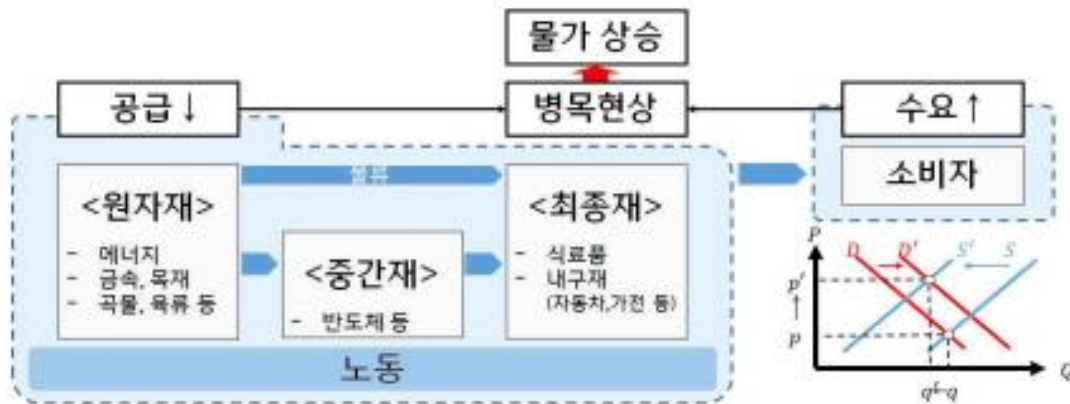 물가 상승
공급↓
병목현상
수요↑
물류
소비자
<원자재>
- 에너지
- 금속, 목재
- 곡물, 육류 등
<중간재>
- 반도체 등
<최종재>
- 식료품
- 내구재
(자동차,가전 등)
노동
P
D D′ S′ S
p′
p
q′ q
Q